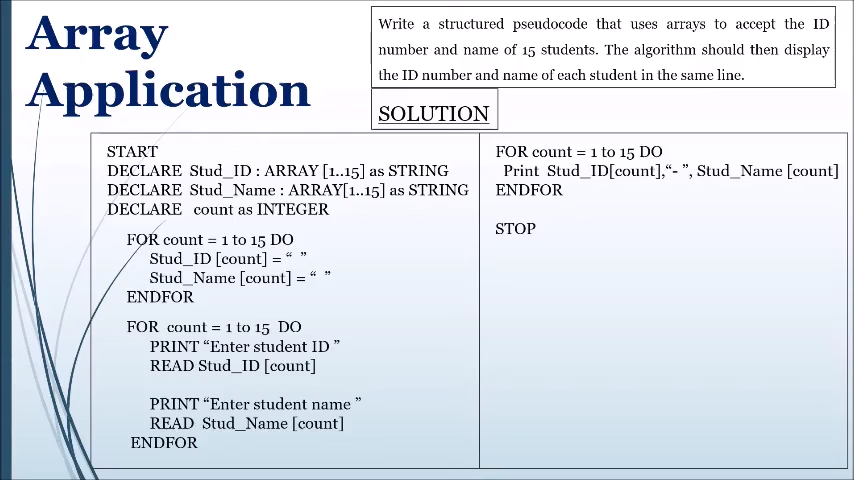 Array
Application
Write a structured pseudocode that uses arrays to accept the ID
number and name of 15 students. The algorithm should then display
the ID number and name of each student in the same line.
SOLUTION
START
DECLARE Stud_ID : ARRAY [1..15] as STRING
DECLARE Stud_Name : ARRAY[1..15] as STRING
DECLARE count as INTEGER
FOR count = 1 to 15 DO
Stud_ID [count] = “ ”
Stud_Name [count] = “ ”
ENDFOR
FOR count = 1 to 15 DO
PRINT “Enter student ID ”
READ Stud_ID [count]
PRINT “Enter student name ”
READ Stud_Name [count]
ENDFOR
FOR count = 1 to 15 DO
Print Stud_ID[count],“- ”, Stud_Name [count]
ENDFOR
STOP